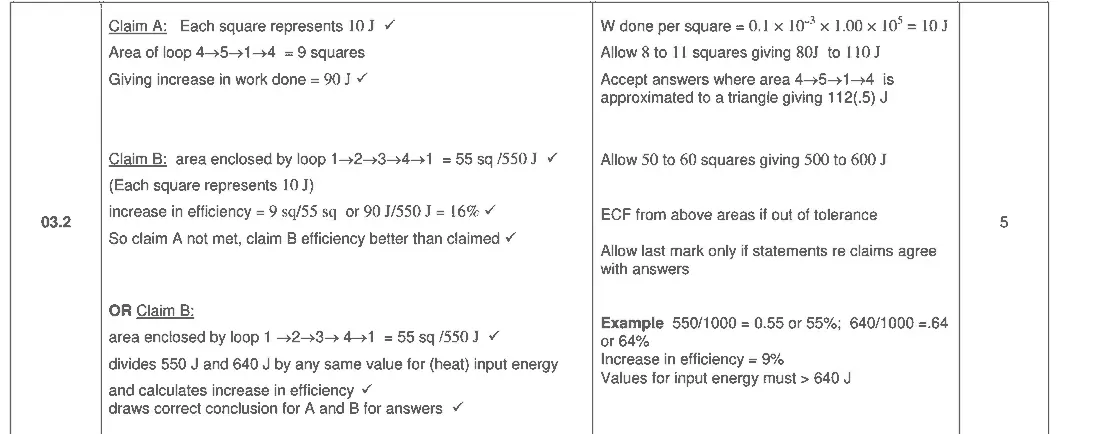 03.2
Claim A: Each square represents 10 J ✓
Area of loop 4→5→1→4 = 9 squares
Giving increase in work done = 90 J ✓
Claim B: area enclosed by loop 1→2→3→4→1 = 55 sq /550 J ✓
(Each square represents 10 J)
increase in efficiency = 9 sq/55 sq or 90 J/550 J = 16% ✓
So claim A not met, claim B efficiency better than claimed ✓
OR Claim B:
area enclosed by loop 1 →2→3→ 4→1 = 55 sq /550 J ✓
divides 550 J and 640 J by any same value for (heat) input energy
and calculates increase in efficiency ✓
draws correct conclusion for A and B for answers ✓
W done per square = 0.1 × 10⁻³ × 1.00 × 10⁵ = 10 J
Allow 8 to 11 squares giving 80J to 110 J
Accept answers where area 4→5→1→4 is
approximated to a triangle giving 112(.5) J
Allow 50 to 60 squares giving 500 to 600 J
ECF from above areas if out of tolerance
Allow last mark only if statements re claims agree
with answers
Example 550/1000 = 0.55 or 55%; 640/1000 =.64
or 64%
Increase in efficiency = 9%
Values for input energy must > 640 J
5